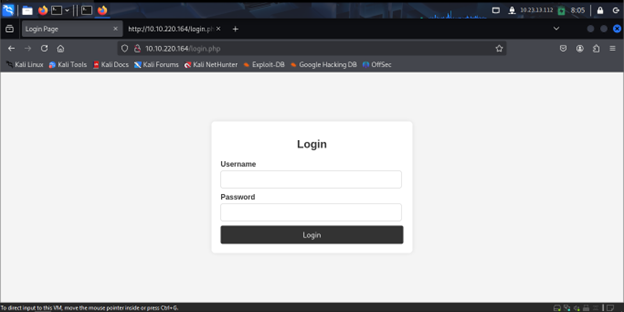 10.23.13.112
8:05
Login Page
http://10.10.220.164/login.ph
10.10.220.164/login.php
Kali Linux Kali Tools Kali Docs Kali Forums Kali NetHunter Exploit-DB Google Hacking DB OffSec
Login
Username
Password
Login
To direct input to this VM, move the mouse pointer inside or press Ctrl+G.